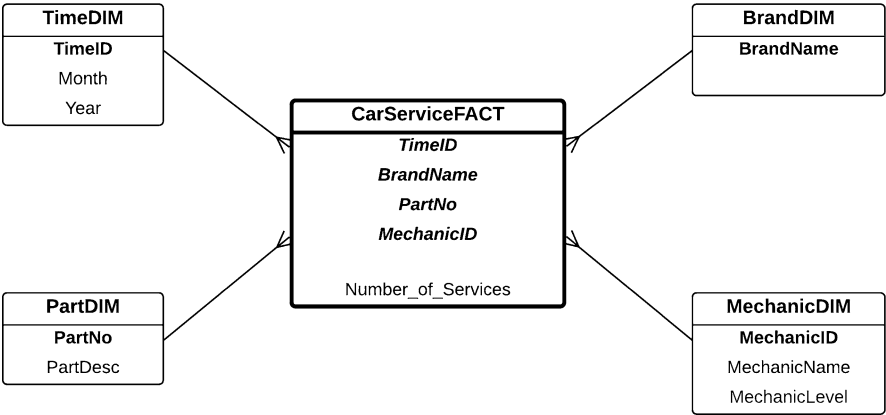 TimeDIM
TimeID
Month
Year
BrandDIM
BrandName
CarServiceFACT
TimeID
BrandName
PartNo
MechanicID
Number_of_Services
PartDIM
PartNo
PartDesc
MechanicDIM
MechanicID
MechanicName
MechanicLevel